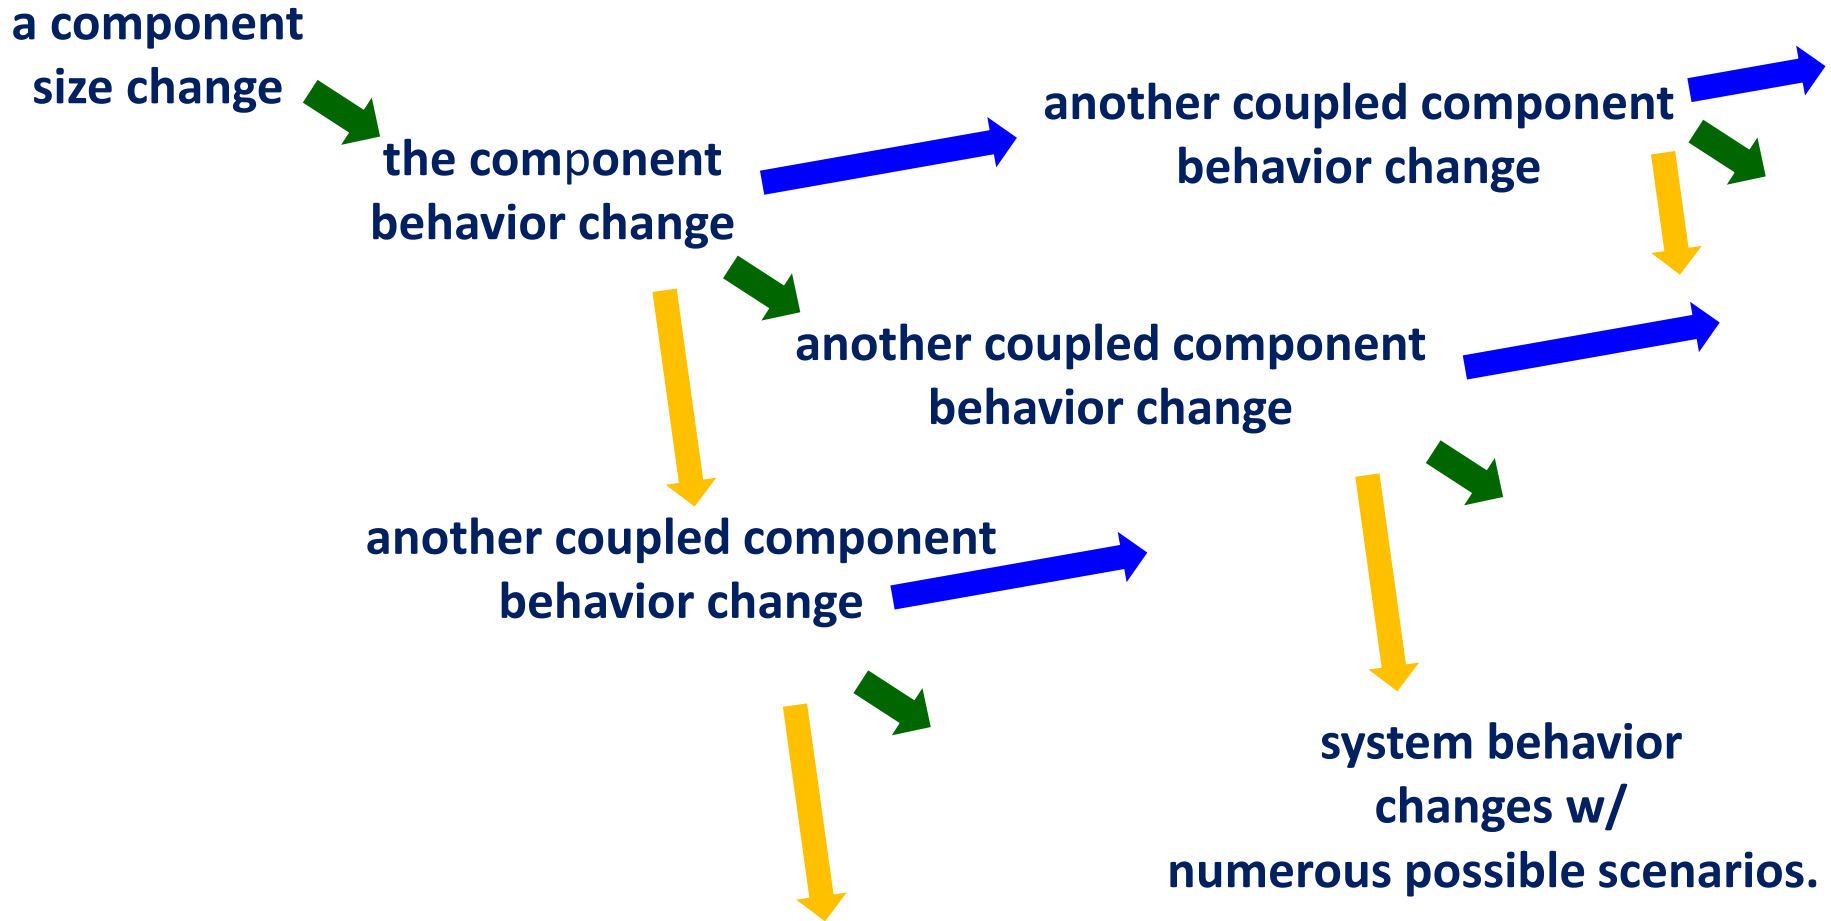 a component
size change
the component
behavior change
another coupled component
behavior change
another coupled component
behavior change
another coupled component
behavior change
system behavior
changes w/
numerous possible scenarios.